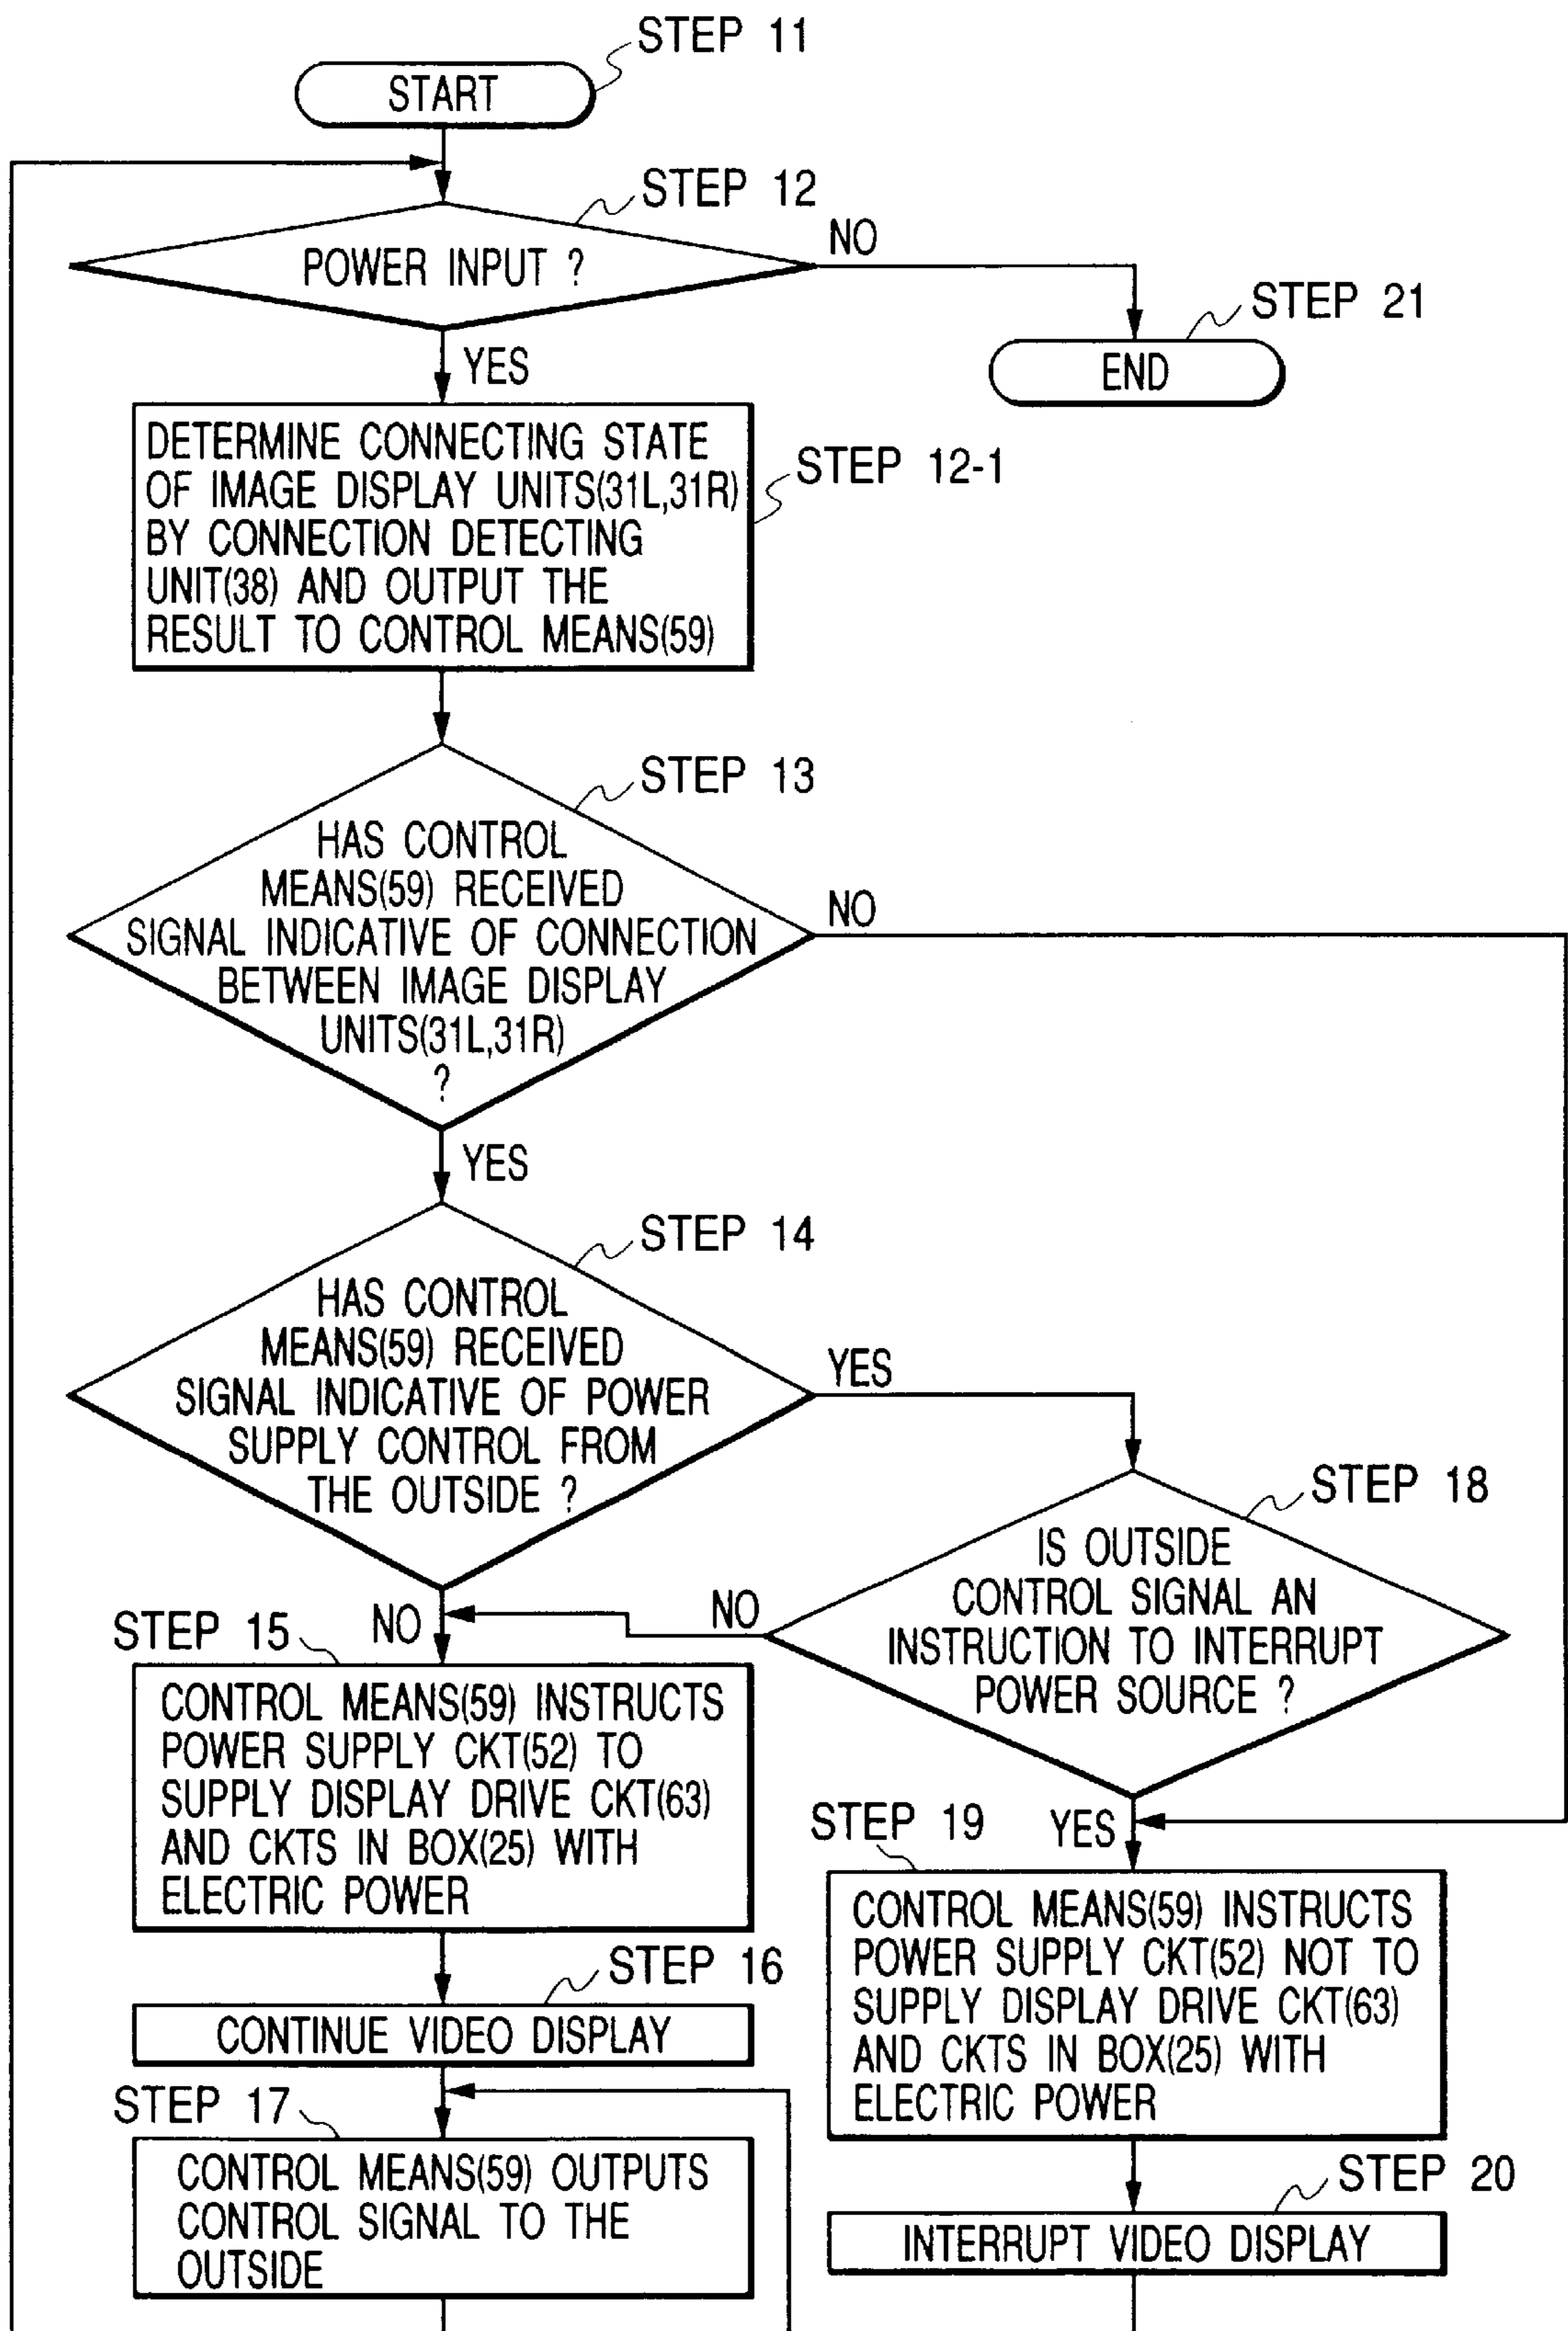 STEP 11
START
STEP 12
POWER INPUT ?
NO
STEP 21
END
YES
DETERMINE CONNECTING STATE
OF IMAGE DISPLAY UNITS(31L,31R)
BY CONNECTION DETECTING
UNIT(38) AND OUTPUT THE
RESULT TO CONTROL MEANS(59)
STEP 12-1
STEP 13
HAS CONTROL
MEANS(59) RECEIVED
SIGNAL INDICATIVE OF CONNECTION
BETWEEN IMAGE DISPLAY
UNITS(31L,31R)
?
NO
YES
STEP 14
HAS CONTROL
MEANS(59) RECEIVED
SIGNAL INDICATIVE OF POWER
SUPPLY CONTROL FROM
THE OUTSIDE ?
YES
STEP 18
IS OUTSIDE
CONTROL SIGNAL AN
INSTRUCTION TO INTERRUPT
POWER SOURCE ?
NO
NO
STEP 15
CONTROL MEANS(59) INSTRUCTS
POWER SUPPLY CKT(52) TO
SUPPLY DISPLAY DRIVE CKT(63)
AND CKTS IN BOX(25) WITH
ELECTRIC POWER
YES
STEP 19
CONTROL MEANS(59) INSTRUCTS
POWER SUPPLY CKT(52) NOT TO
SUPPLY DISPLAY DRIVE CKT(63)
AND CKTS IN BOX(25) WITH
ELECTRIC POWER
STEP 16
CONTINUE VIDEO DISPLAY
STEP 17
CONTROL MEANS(59) OUTPUTS
CONTROL SIGNAL TO THE
OUTSIDE
STEP 20
INTERRUPT VIDEO DISPLAY